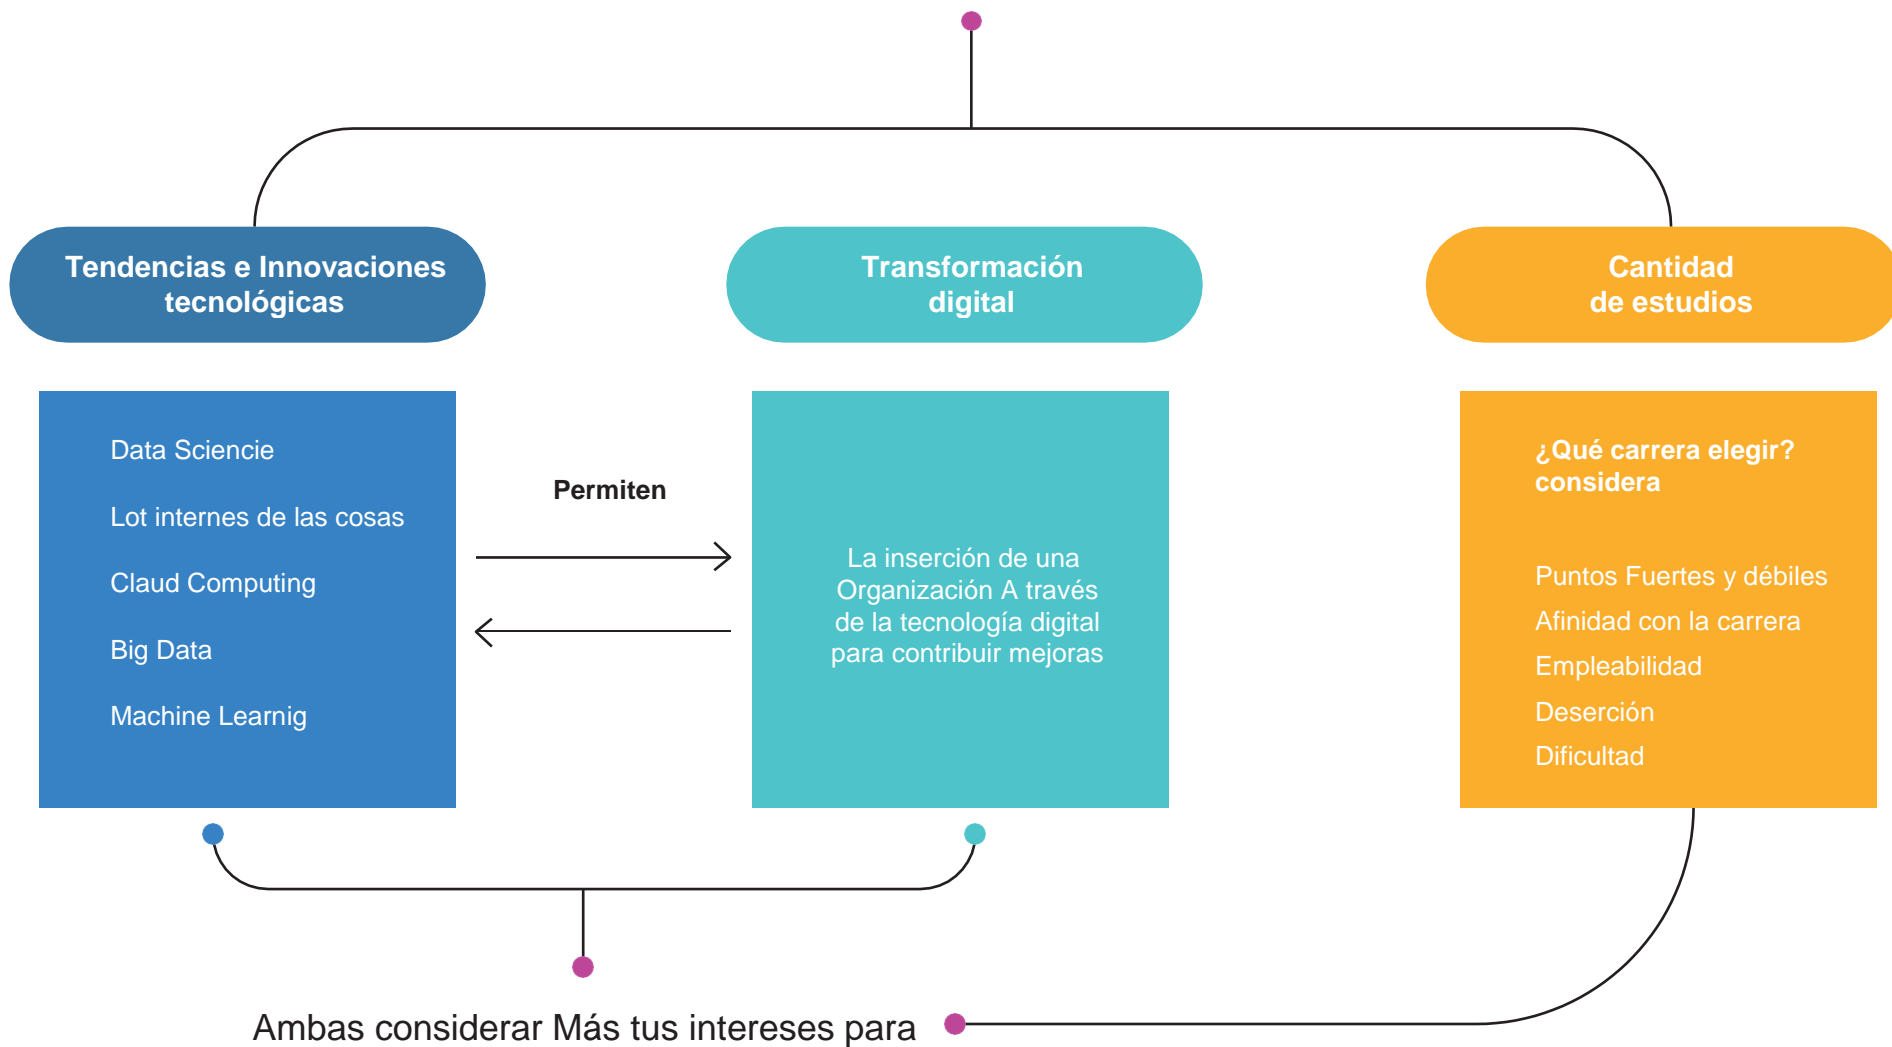 Tendencias e Innovaciones
tecnológicas
Transformación
digital
Cantidad
de estudios
Data Sciencie
Lot internes de las cosas
Claud Computing
Big Data
Machine Learnig
Permiten
La inserción de una
Organización A través
de la tecnología digital
para contribuir mejoras
¿Qué carrera elegir?
considera
Puntos Fuertes y débiles
Afinidad con la carrera
Empleabilidad
Deserción
Dificultad
Ambas considerar Más tus intereses para